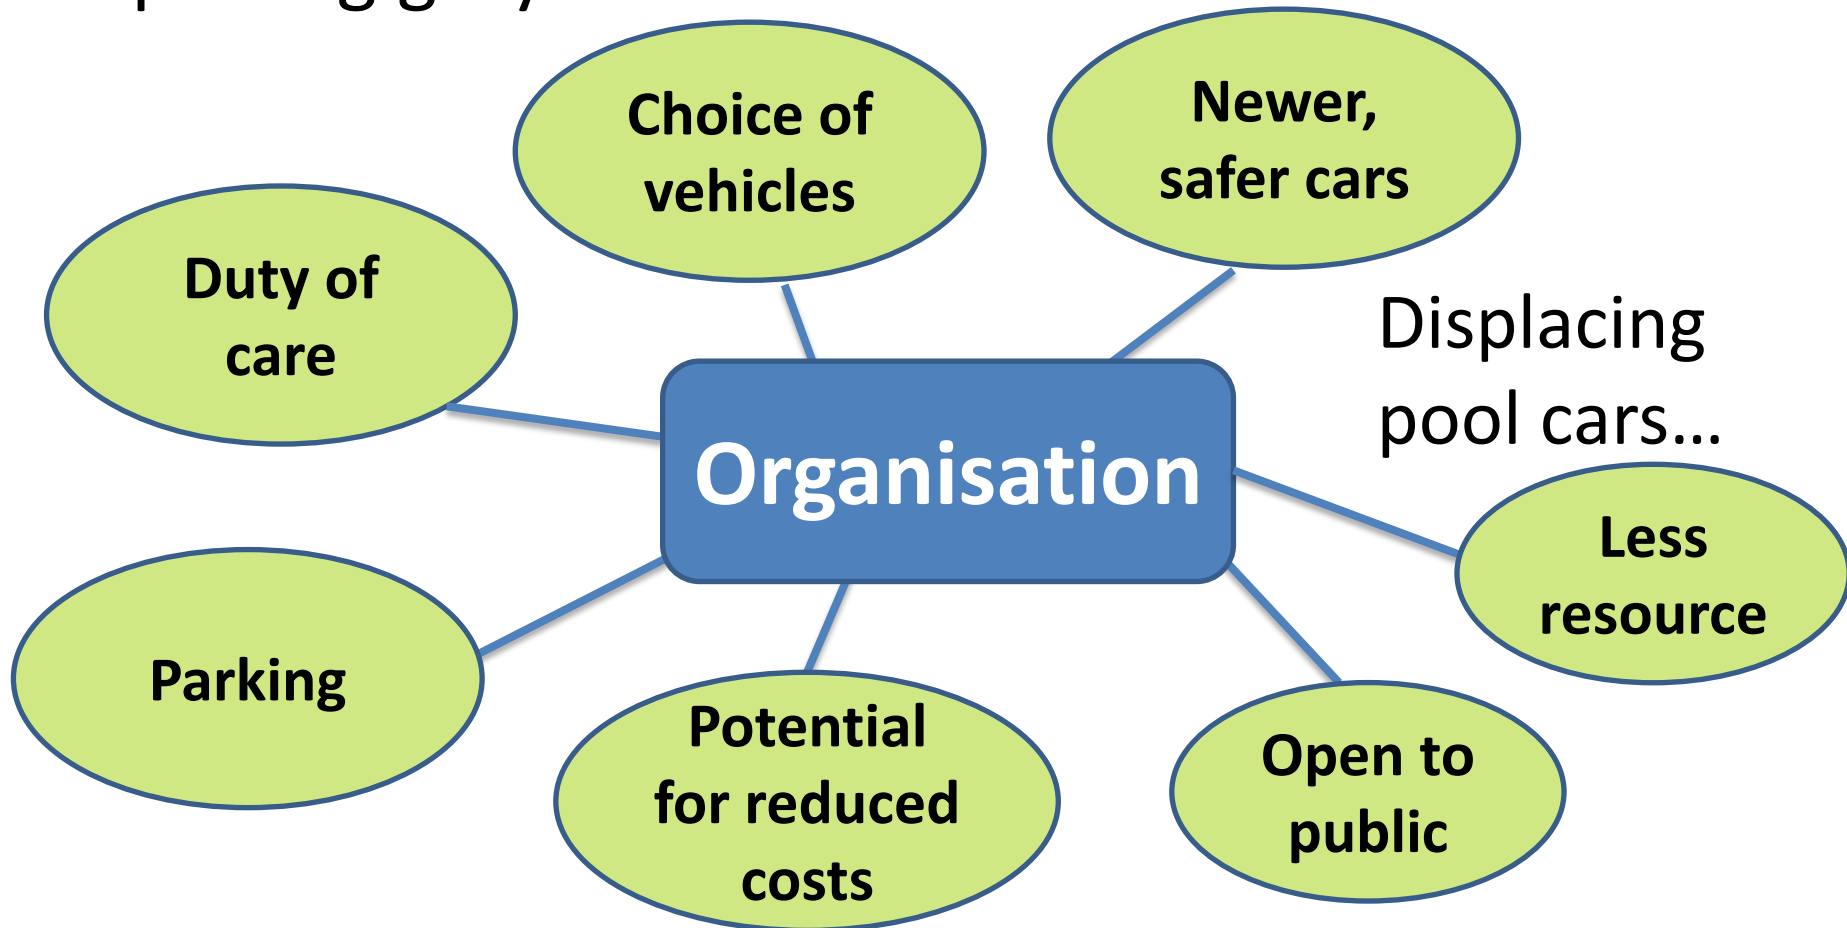 Choice of
vehicles
Newer,
safer cars
Duty of
care
Displacing
pool cars...
Organisation
Less
resource
Parking
Potential
for reduced
costs
Open to
public